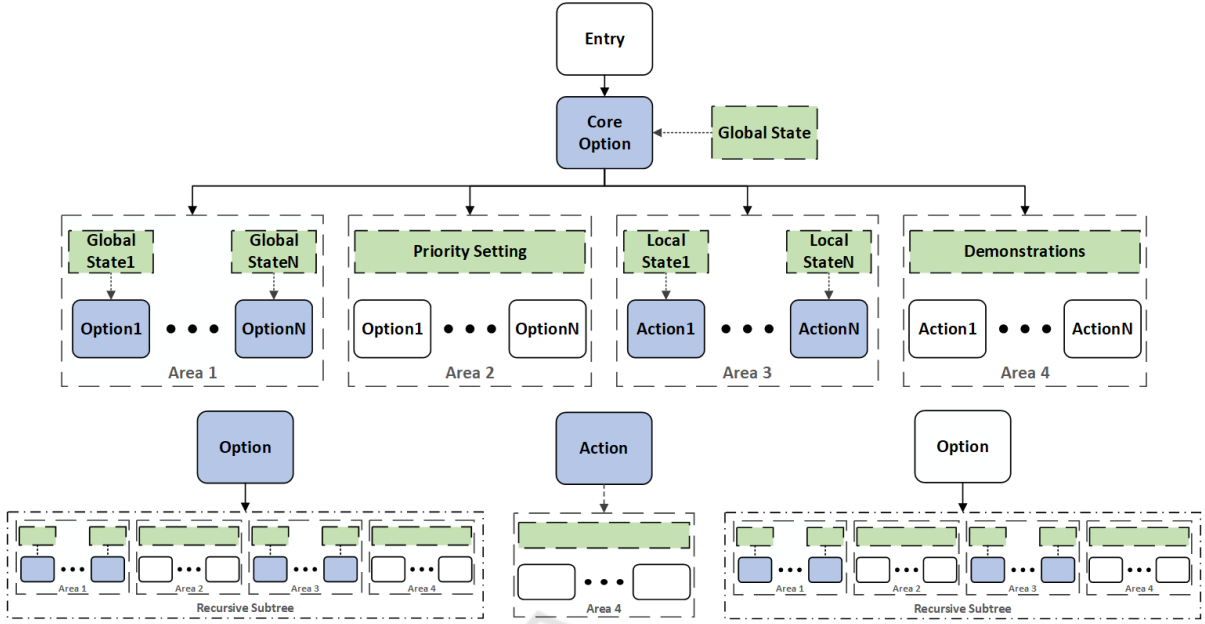 Entry
Core
Option
Global State
Global
State1
Global
StateN
Priority Setting
Local
State1
Local
StateN
Demonstrations
Option1
OptionN
Option1
OptionN
Action1
ActionN
Action1
ActionN
Area 1
Area 2
Area 3
Area 4
Option
Action
Option
Area 1
Area 2
Area 3
Area 4
Recursive Subtree
Area 4
Area 1
Area 2
Area 3
Area 4
Recursive Subtree